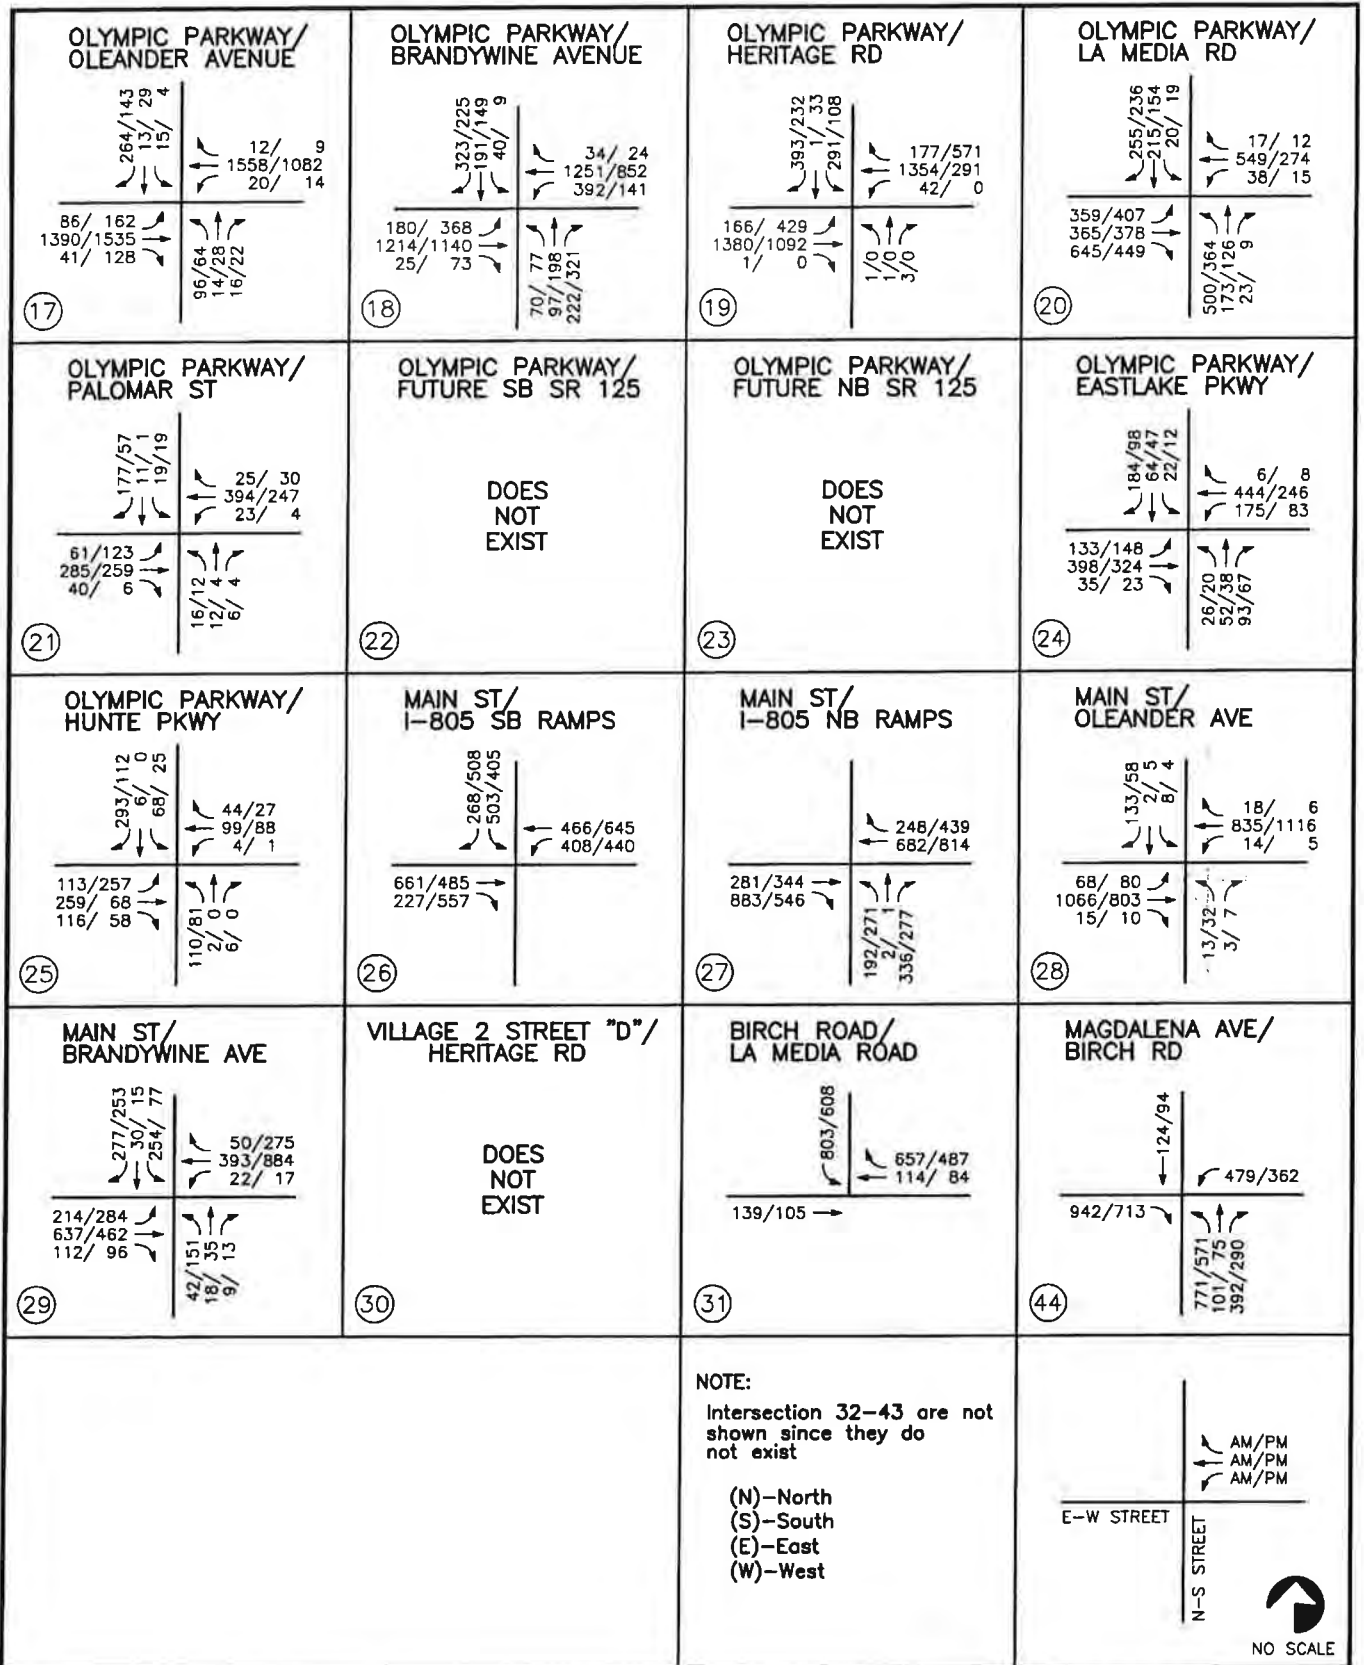 OLYMPIC PARKWAY/
OLEANDER AVENUE
264/143
13/ 29
15/ 4
12/ 9
1558/1082
20/ 14
86/ 162
1390/1535
41/ 128
96/64
14/28
16/22
17
OLYMPIC PARKWAY/
BRANDYWINE AVENUE
323/225
191/149
40/ 9
34/ 24
1251/852
392/141
180/ 368
1214/1140
25/ 73
70/ 77
97/198
222/321
18
OLYMPIC PARKWAY/
HERITAGE RD
393/232
1/ 33
291/108
177/571
1354/291
42/ 0
166/ 429
1380/1092
1/ 0
1/0
1/0
3/0
19
OLYMPIC PARKWAY/
LA MEDIA RD
255/236
215/154
20/ 19
17/ 12
549/274
38/ 15
359/407
365/378
645/449
500/364
173/126
23/ 9
20
OLYMPIC PARKWAY/
PALOMAR ST
177/57
11/ 1
19/19
25/ 30
394/247
23/ 4
61/123
285/259
40/ 6
16/12
12/ 4
6/ 4
21
OLYMPIC PARKWAY/
FUTURE SB SR 125
DOES
NOT
EXIST
22
OLYMPIC PARKWAY/
FUTURE NB SR 125
DOES
NOT
EXIST
23
OLYMPIC PARKWAY/
EASTLAKE PKWY
184/98
64/47
22/12
6/ 8
444/246
175/ 83
133/148
398/324
35/ 23
26/20
52/38
93/67
24
OLYMPIC PARKWAY/
HUNTE PKWY
293/112
6/ 0
68/ 25
44/27
99/88
4/ 1
113/257
259/ 68
116/ 58
110/81
2/ 0
6/ 0
25
MAIN ST/
I-805 SB RAMPS
268/508
503/405
466/645
408/440
661/485
227/557
26
MAIN ST/
I-805 NB RAMPS
248/439
682/814
281/344
883/546
192/271
2/ 1
336/277
27
MAIN ST/
OLEANDER AVE
133/58
2/ 5
8/ 4
18/ 6
835/1116
14/ 5
68/ 80
1066/803
15/ 10
13/32
3/ 7
28
MAIN ST/
BRANDYWINE AVE
277/253
30/ 15
254/ 77
50/275
393/884
22/ 17
214/284
637/462
112/ 96
42/151
18/ 35
9/ 13
29
VILLAGE 2 STREET "D"/
HERITAGE RD
DOES
NOT
EXIST
30
BIRCH ROAD/
LA MEDIA ROAD
803/608
657/487
114/ 84
139/105
31
MAGDALENA AVE/
BIRCH RD
124/94
479/362
942/713
771/571
101/ 75
392/290
44
NOTE:
Intersection 32-43 are not
shown since they do
not exist
(N)-North
(S)-South
(E)-East
(W)-West
AM/PM
AM/PM
AM/PM
E-W STREET
N-S STREET
NO SCALE